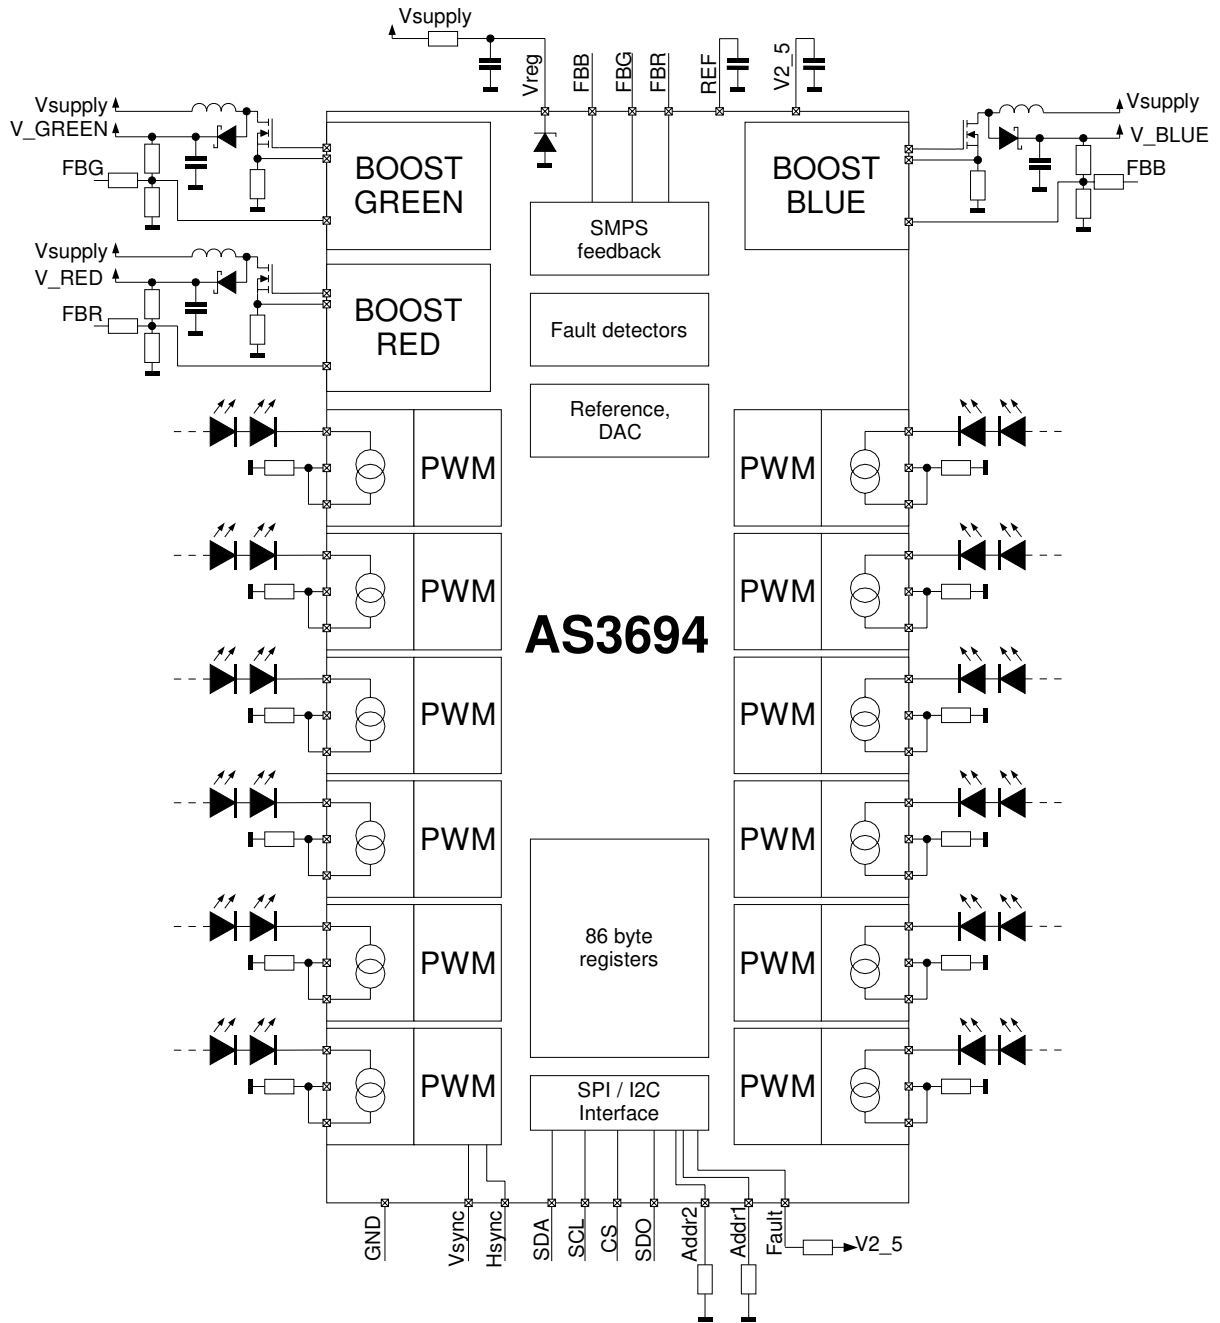 Vsupply
Vreg
FBB
FBG
FBR
REF
V2_5
Vsupply
V_GREEN
FBG
BOOST
GREEN
SMPS
feedback
BOOST
BLUE
Vsupply
V_BLUE
FBB
Vsupply
V_RED
FBR
BOOST
RED
Fault detectors
Reference,
DAC
PWM
PWM
PWM
PWM
AS3694
PWM
PWM
PWM
PWM
PWM
PWM
86 byte
registers
PWM
PWM
SPI / I2C
Interface
GND
Vsync
Hsync
SDA
SCL
CS
SDO
Addr2
Addr1
Fault
V2_5